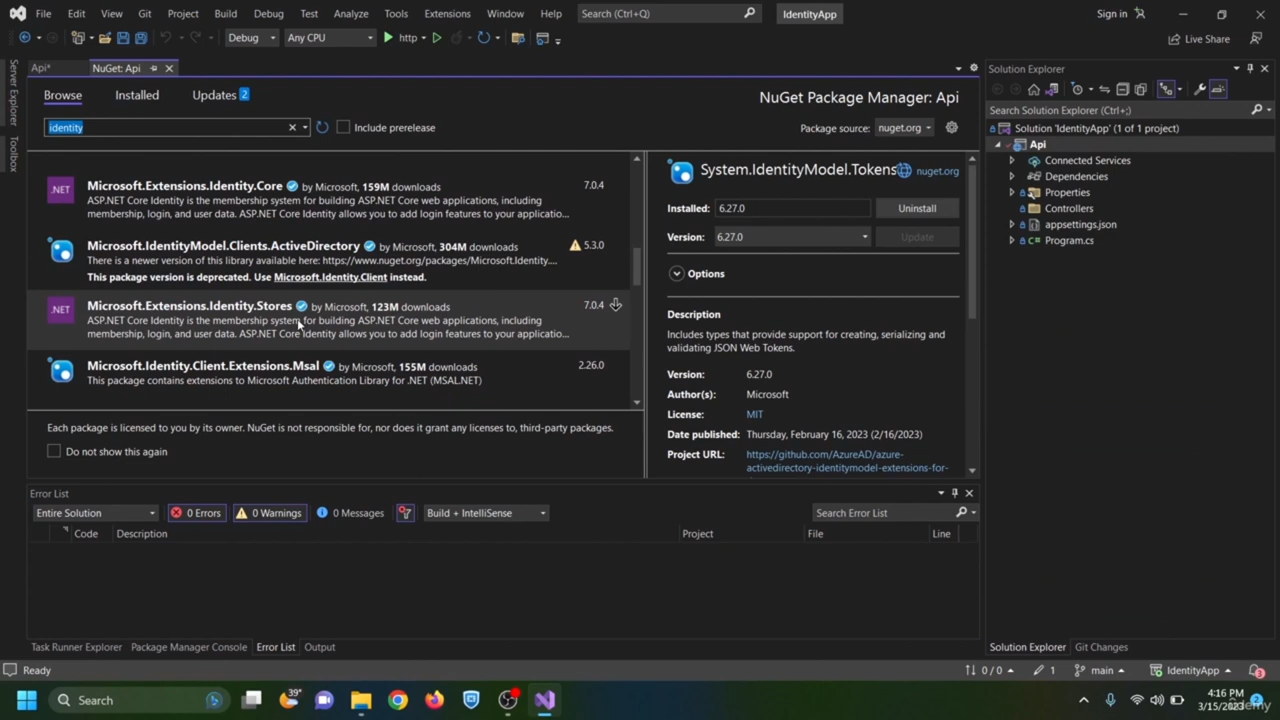 File Edit View Git Project Build Debug Test Analyze Tools Extensions Window Help Search (Ctrl+Q) IdentityApp Sign in
Debug Any CPU http Live Share
Server Explorer
Toolbox
Api* NuGet: Api
Browse Installed Updates 2
NuGet Package Manager: Api
identity Include prerelease Package source: nuget.org
Microsoft.Extensions.Identity.Core by Microsoft, 159M downloads 7.0.4
ASP.NET Core Identity is the membership system for building ASP.NET Core web applications, including
membership, login, and user data. ASP.NET Core Identity allows you to add login features to your applicatio...
Microsoft.IdentityModel.Clients.ActiveDirectory by Microsoft, 304M downloads 5.3.0
There is a newer version of this library available here: https://www.nuget.org/packages/Microsoft.Identity....
This package version is deprecated. Use Microsoft.Identity.Client instead.
.NET Microsoft.Extensions.Identity.Stores by Microsoft, 123M downloads 7.0.4
ASP.NET Core Identity is the membership system for building ASP.NET Core web applications, including
membership, login, and user data. ASP.NET Core Identity allows you to add login features to your applicatio...
Microsoft.Identity.Client.Extensions.Msal by Microsoft, 155M downloads 2.26.0
This package contains extensions to Microsoft Authentication Library for .NET (MSAL.NET)
Each package is licensed to you by its owner. NuGet is not responsible for, nor does it grant any licenses to, third-party packages.
Do not show this again
.NET
System.IdentityModel.Tokens nuget.org
Installed: 6.27.0 Uninstall
Version: 6.27.0 Update
Options
Description
Includes types that provide support for creating, serializing and
validating JSON Web Tokens.
Version: 6.27.0
Author(s): Microsoft
License: MIT
Date published: Thursday, February 16, 2023 (2/16/2023)
Project URL: https://github.com/AzureAD/azure-
activedirectory-identitymodel-extensions-for-
Solution Explorer
Search Solution Explorer (Ctrl+;)
Solution 'IdentityApp' (1 of 1 project)
Api
Connected Services
Dependencies
Properties
Controllers
appsettings.json
Program.cs
Error List
Entire Solution 0 Errors 0 Warnings 0 Messages Build + IntelliSense Search Error List
Code Description Project File Line
Task Runner Explorer Package Manager Console Error List Output
Solution Explorer Git Changes
Ready 0 / 0 1 main IdentityApp 3
Search 39° 4:16 PM
3/15/2023 2
Udemy